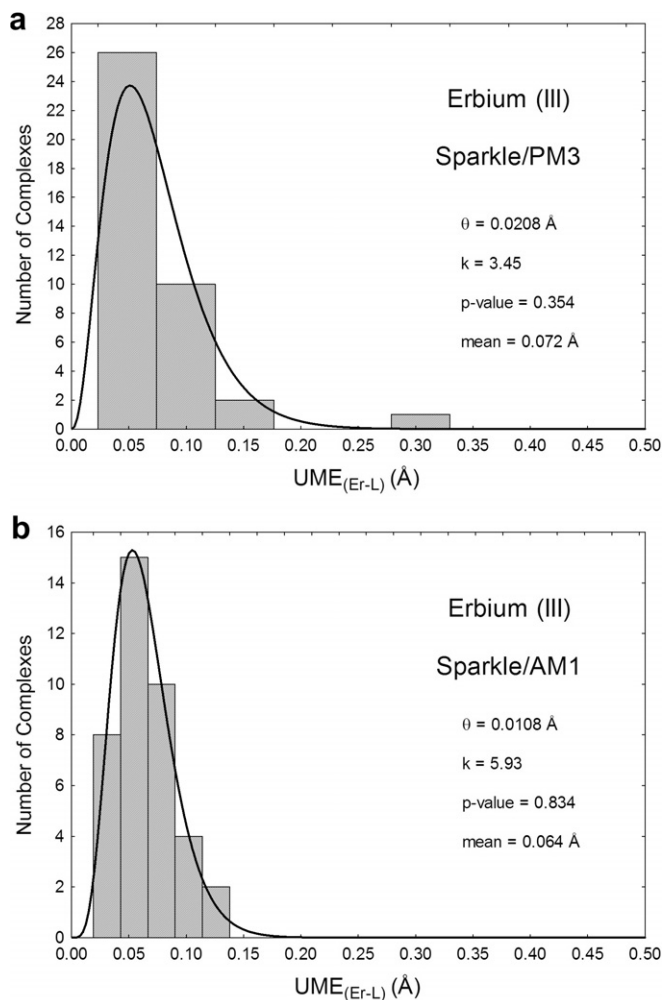 a
28
26
24
22
20
18
16
14
12
10
8
6
4
2
0
Number of Complexes
Erbium (III)
Sparkle/PM3
θ = 0.0208 Å
k = 3.45
p-value = 0.354
mean = 0.072 Å
0.00 0.05 0.10 0.15 0.20 0.25 0.30 0.35 0.40 0.45 0.50
UME(Er-L) (Å)
b
16
14
12
10
8
6
4
2
0
Number of Complexes
Erbium (III)
Sparkle/AM1
θ = 0.0108 Å
k = 5.93
p-value = 0.834
mean = 0.064 Å
0.00 0.05 0.10 0.15 0.20 0.25 0.30 0.35 0.40 0.45 0.50
UME(Er-L) (Å)